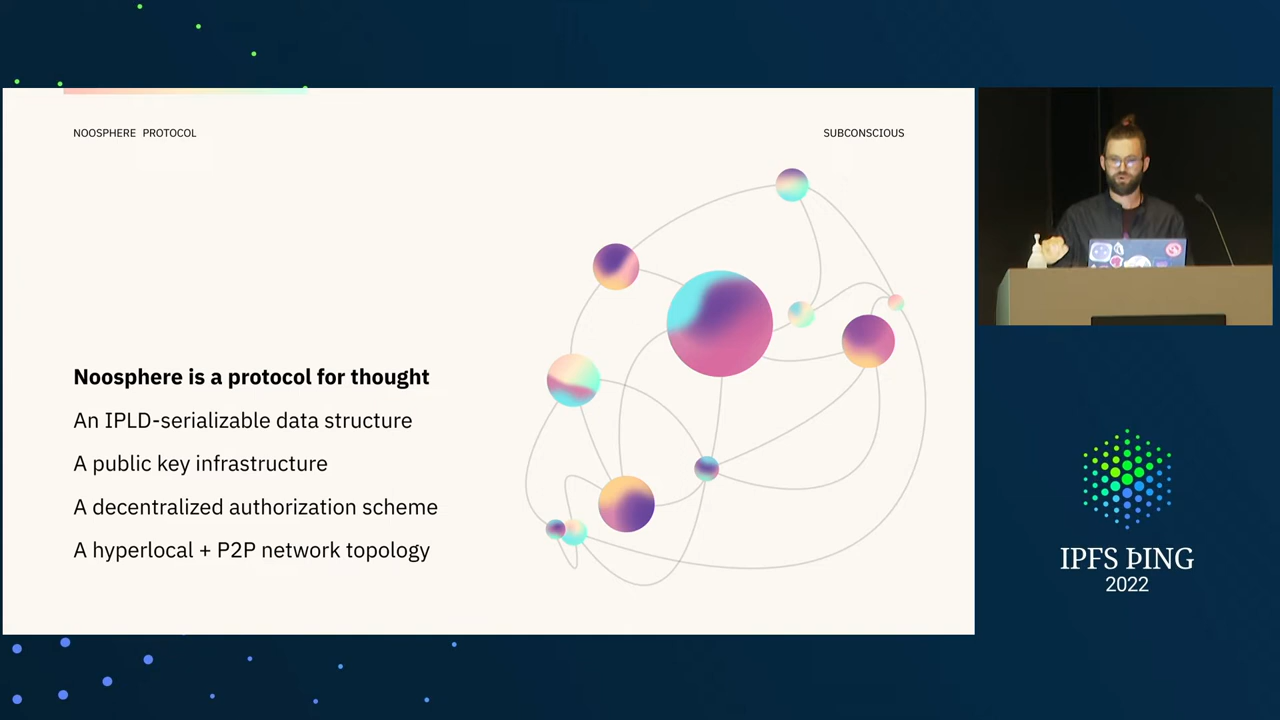 NOOSPHERE PROTOCOL
SUBCONSCIOUS
Noosphere is a protocol for thought
An IPLD-serializable data structure
A public key infrastructure
A decentralized authorization scheme
A hyperlocal + P2P network topology
IPFS ÞING
2022